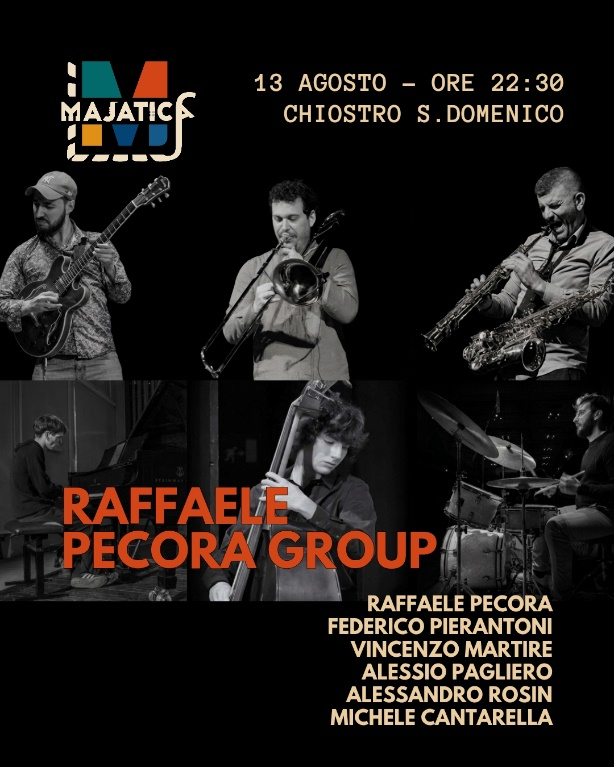 MAJATICA
13 AGOSTO – ORE 22:30
CHIOSTRO S.DOMENICO
RAFFAELE
PECORA GROUP
RAFFAELE PECORA
FEDERICO PIERANTONI
VINCENZO MARTIRE
ALESSIO PAGLIERO
ALESSANDRO ROSIN
MICHELE CANTARELLA